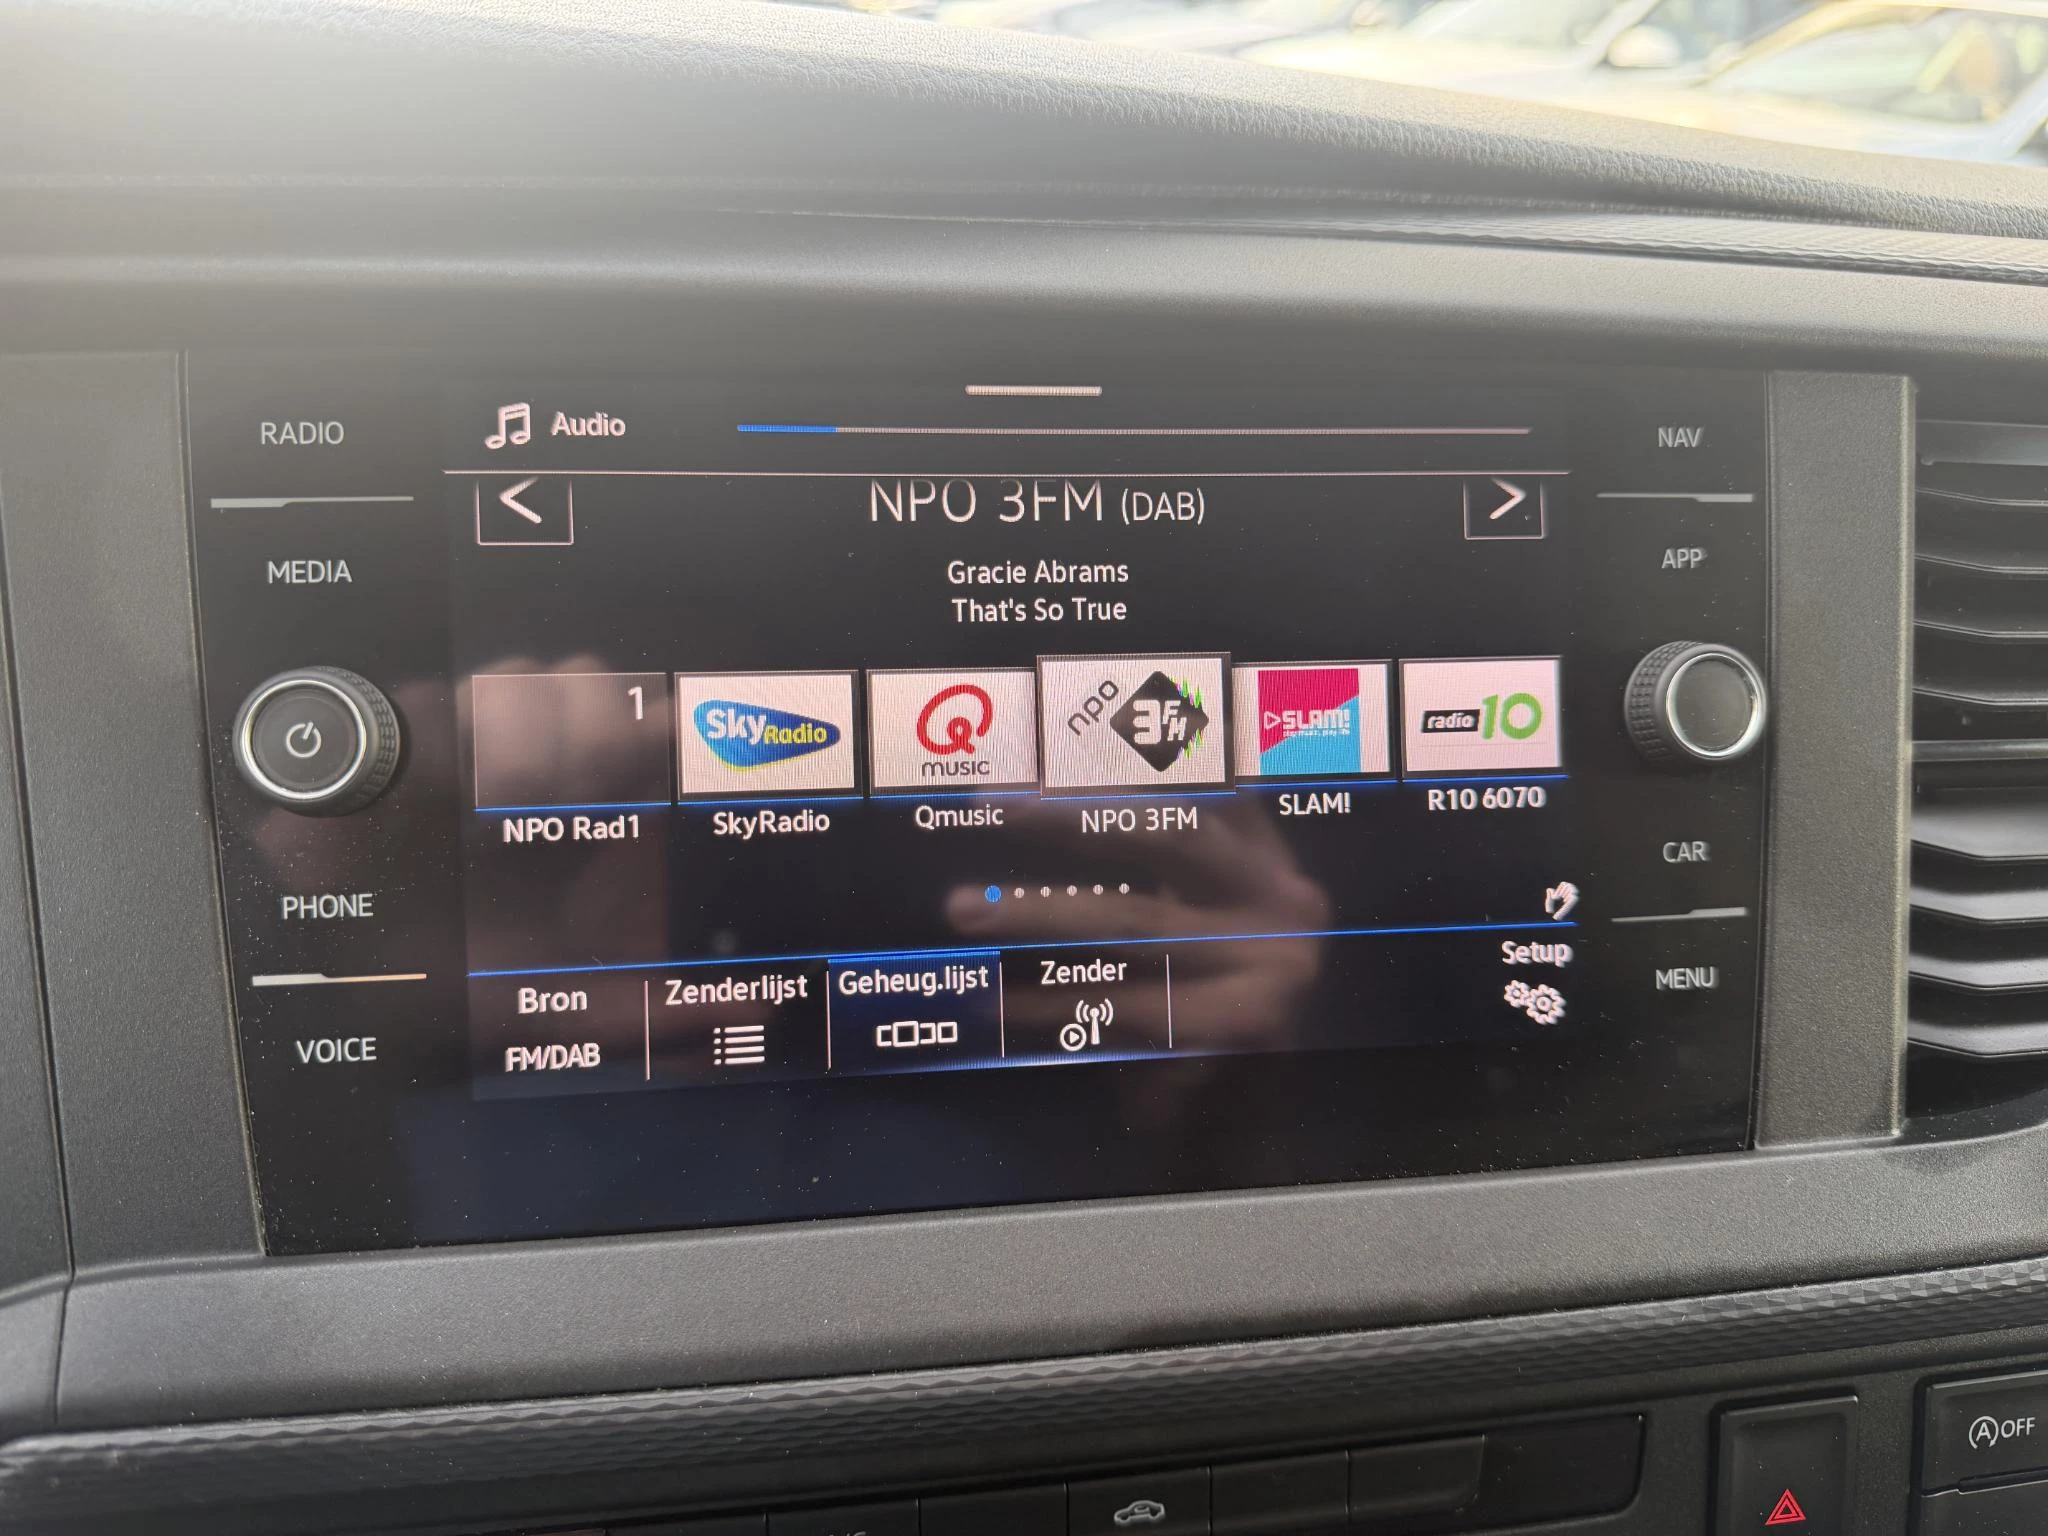 RADIO
MEDIA
PHONE
VOICE
Audio
NPO 3FM (DAB)
Gracie Abrams
That's So True
1
Sky Radio
Q music
npo 3FM
SLAM!
radio 10
NPO Rad1
SkyRadio
Qmusic
NPO 3FM
SLAM!
R10 6070
Bron
FM/DAB
Zenderlijst
Geheug.lijst
Zender
Setup
NAV
APP
CAR
MENU
A OFF